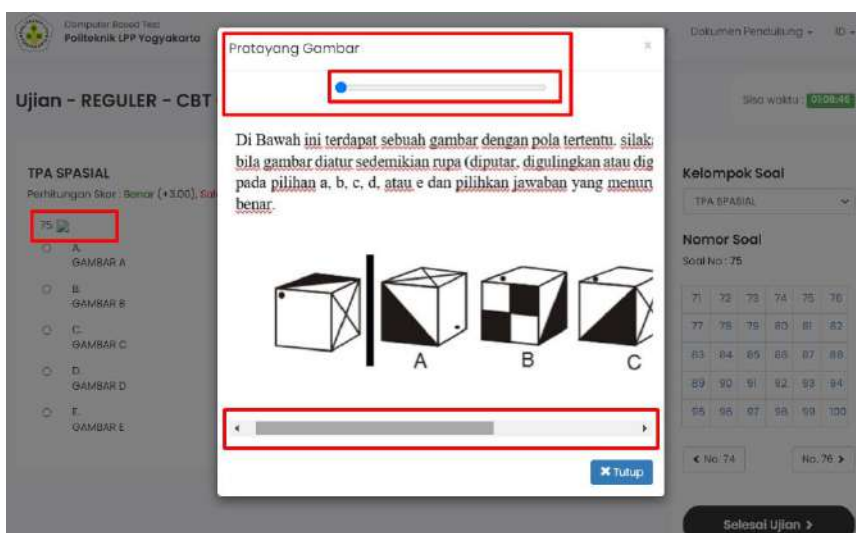 Computer Based Test
Politeknik LPP Yogyakarta
Dokumen Pendukung
ID
Ujian - REGULER - CBT
Sisa waktu : 01:08:46
TPA SPASIAL
Perhitungan Skor : Benar (+3.00), Sal
75
A.
GAMBAR A
B.
GAMBAR B
C.
GAMBAR C
D.
GAMBAR D
E.
GAMBAR E
Pratayang Gambar
×
Di Bawah ini terdapat sebuah gambar dengan pola tertentu. silak
bila gambar diatur sedemikian rupa (diputar, digulingkan atau dig
pada pilihan a, b, c, d, atau e dan pilihkan jawaban yang menuru
benar.
A B C
× Tutup
Kelompok Soal
TPA SPASIAL
Nomor Soal
Soal No : 75
71 72 73 74 75 76
77 78 79 80 81 82
83 84 85 86 87 88
89 90 91 92 93 94
95 96 97 98 99 100
< No. 74
No. 76 >
Selesai Ujian >